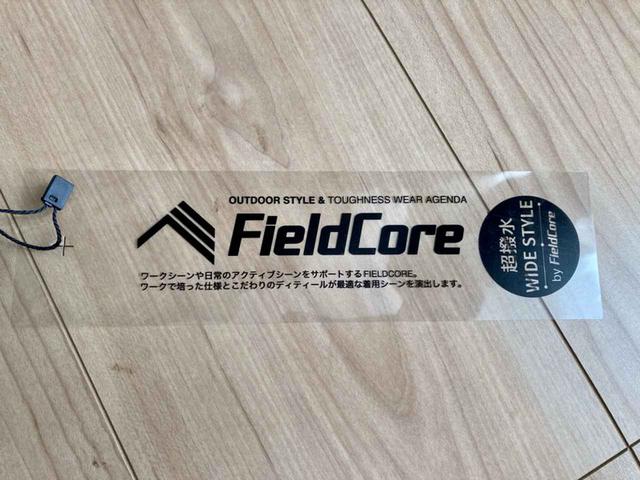 OUTDOOR STYLE & TOUGHNESS WEAR AGENDA
FieldCore
ワークシーンや日常のアクティブシーンをサポートするFIELDCORE。
ワークで培った仕様とこだわりのディティールが最適な着用シーンを演出します。
超撥水
WiDE STYLE
by FieldCore